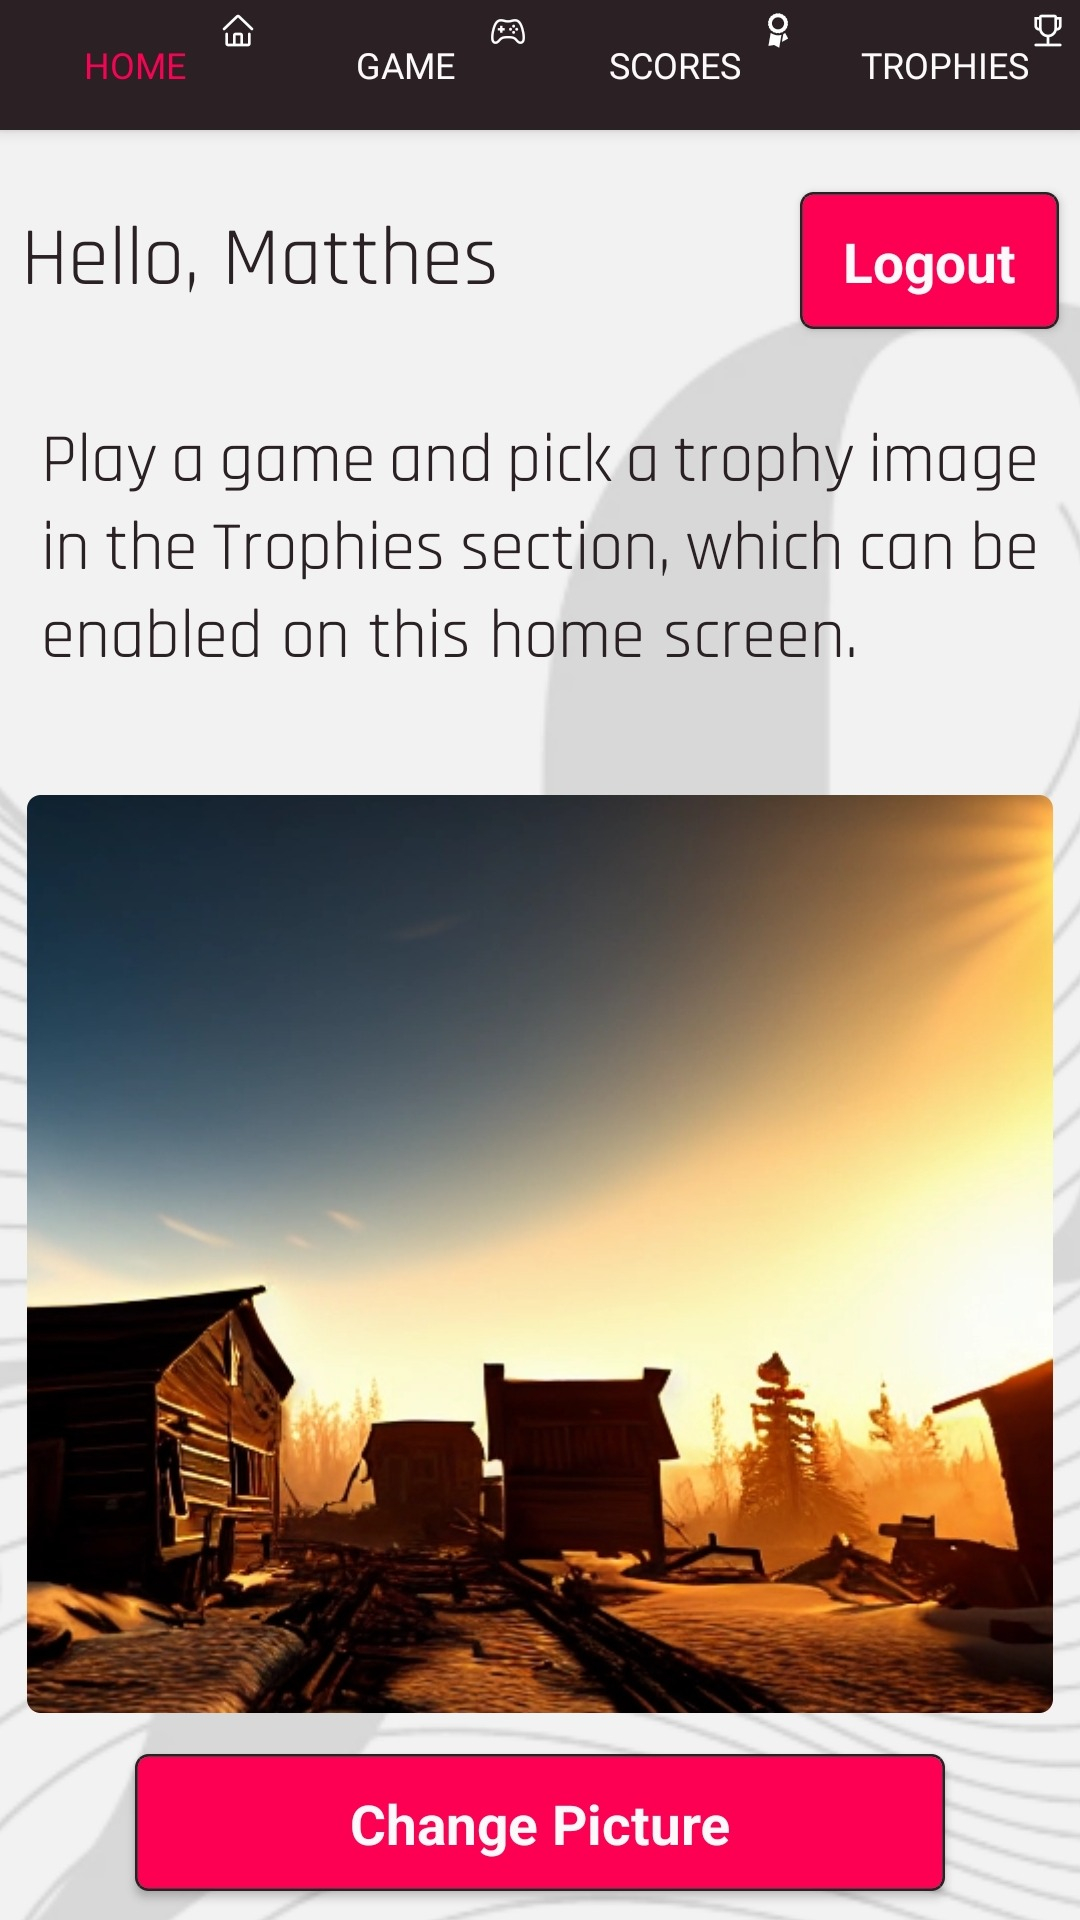 HOME
GAME
SCORES
TROPHIES
Hello, Matthes
Logout
Play a game and pick a trophy image
in the Trophies section, which can be
enabled on this home screen.
Change Picture